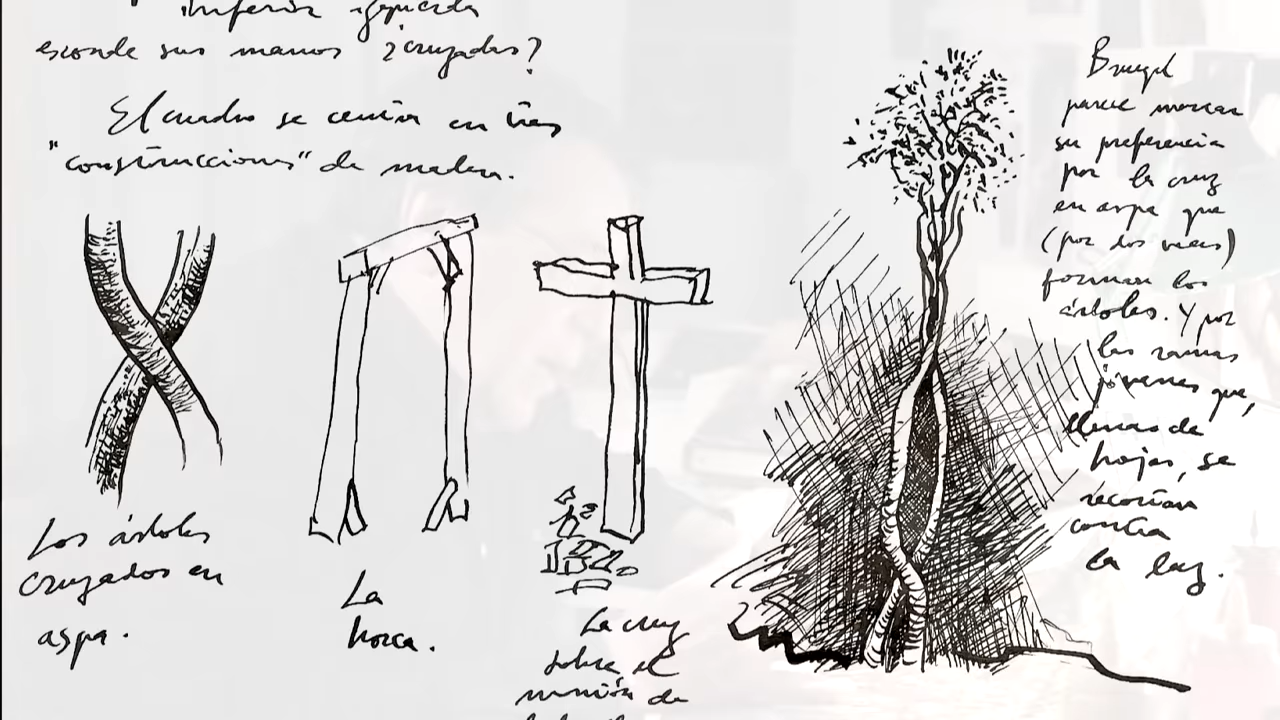 inferior izquierda
esconde sus manos ¿cruzadas?
El cuadro se centra en tres
"construcciones" de madera.
Los árboles
cruzados en
aspa.
La
horca.
La cruz
sobre el
montón de
Bruegel
parece marcar
su preferencia
por la cruz
en aspa que
(por dos veces)
forman los
árboles. Y por
las ramas
jóvenes que,
llenas de
hojas, se
recortan
contra
la luz.